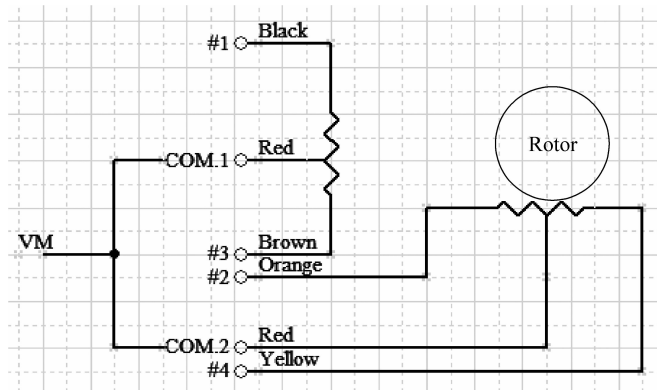 #1 Black
Rotor
COM.1 Red
VM
#3 Brown
#2 Orange
COM.2 Red
#4 Yellow